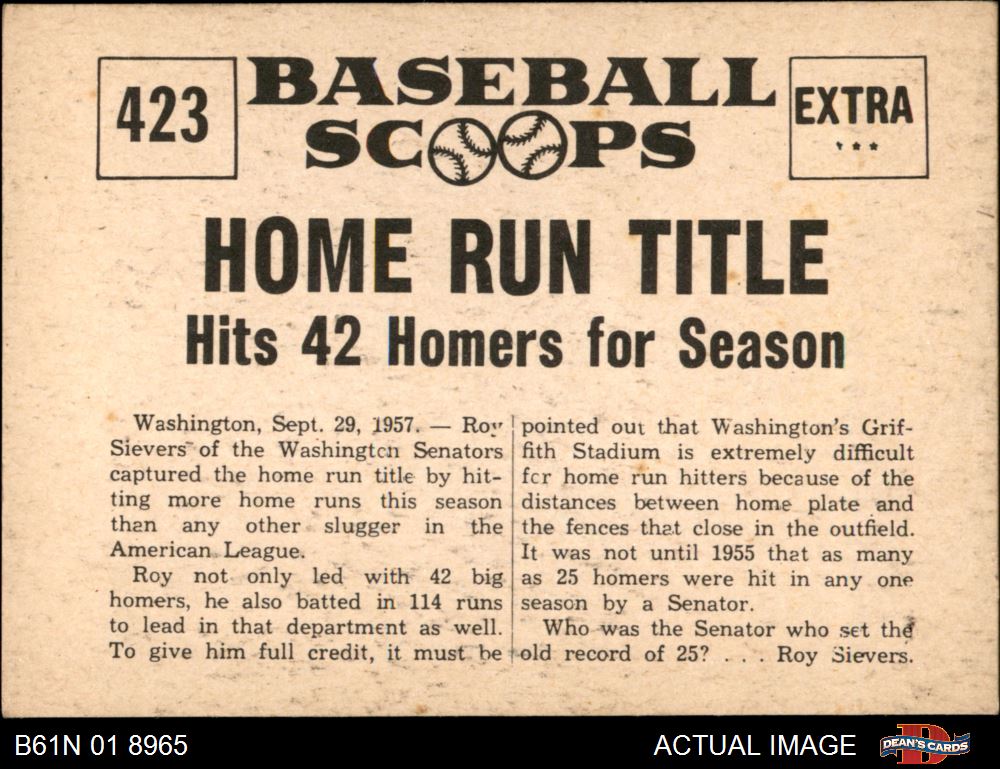 423
BASEBALL
SCOOPS
EXTRA
***
HOME RUN TITLE
Hits 42 Homers for Season
Washington, Sept. 29, 1957. — Roy
Sievers of the Washington Senators
captured the home run title by hit-
ting more home runs this season
than any other slugger in the
American League.
Roy not only led with 42 big
homers, he also batted in 114 runs
to lead in that department as well.
To give him full credit, it must be
pointed out that Washington's Grif-
fith Stadium is extremely difficult
for home run hitters because of the
distances between home plate and
the fences that close in the outfield.
It was not until 1955 that as many
as 25 homers were hit in any one
season by a Senator.
Who was the Senator who set the
old record of 25? . . . Roy Sievers.
B61N 01 8965
ACTUAL IMAGE
D
DEAN'S CARDS